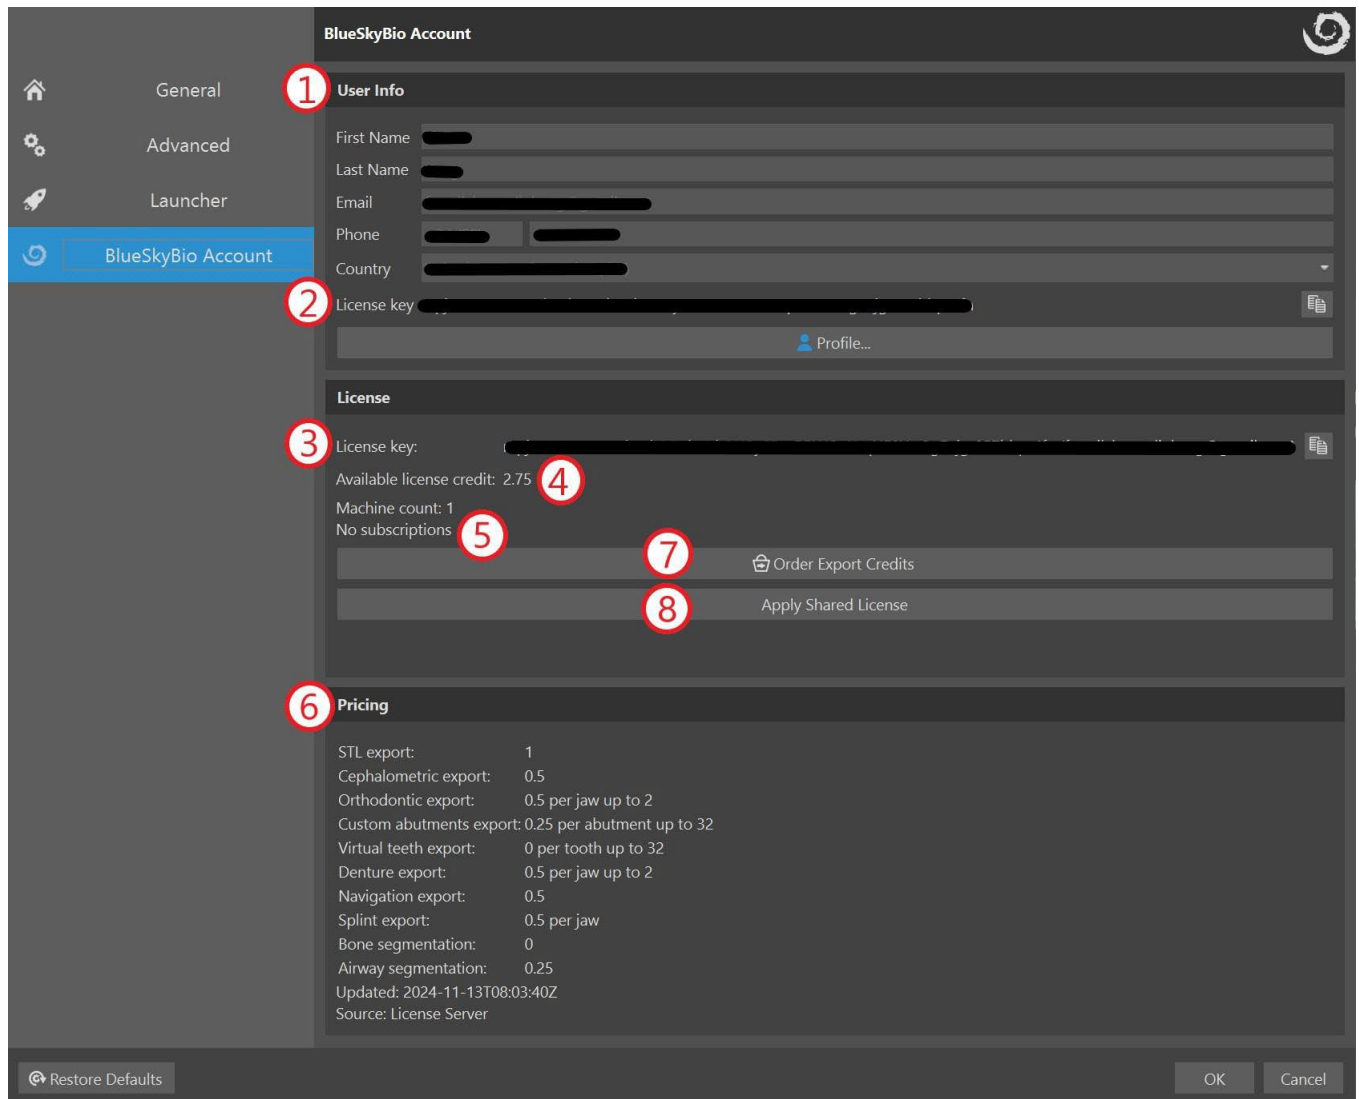 BlueSkyBio Account
General
Advanced
Launcher
BlueSkyBio Account
1 User Info
First Name
Last Name
Email
Phone
Country
2 License key
Profile...
License
3 License key:
Available license credit: 2.75 4
Machine count: 1
No subscriptions 5
7 Order Export Credits
8 Apply Shared License
6 Pricing
STL export: 1
Cephalometric export: 0.5
Orthodontic export: 0.5 per jaw up to 2
Custom abutments export: 0.25 per abutment up to 32
Virtual teeth export: 0 per tooth up to 32
Denture export: 0.5 per jaw up to 2
Navigation export: 0.5
Splint export: 0.5 per jaw
Bone segmentation: 0
Airway segmentation: 0.25
Updated: 2024-11-13T08:03:40Z
Source: License Server
Restore Defaults
OK
Cancel